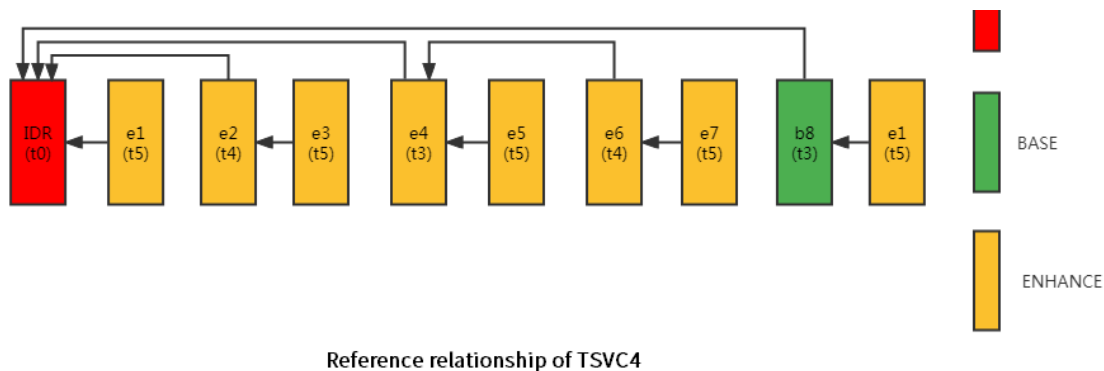 IDR
(t0)
e1
(t5)
e2
(t4)
e3
(t5)
e4
(t3)
e5
(t5)
e6
(t4)
e7
(t5)
b8
(t3)
e1
(t5)
BASE
ENHANCE
Reference relationship of TSVC4